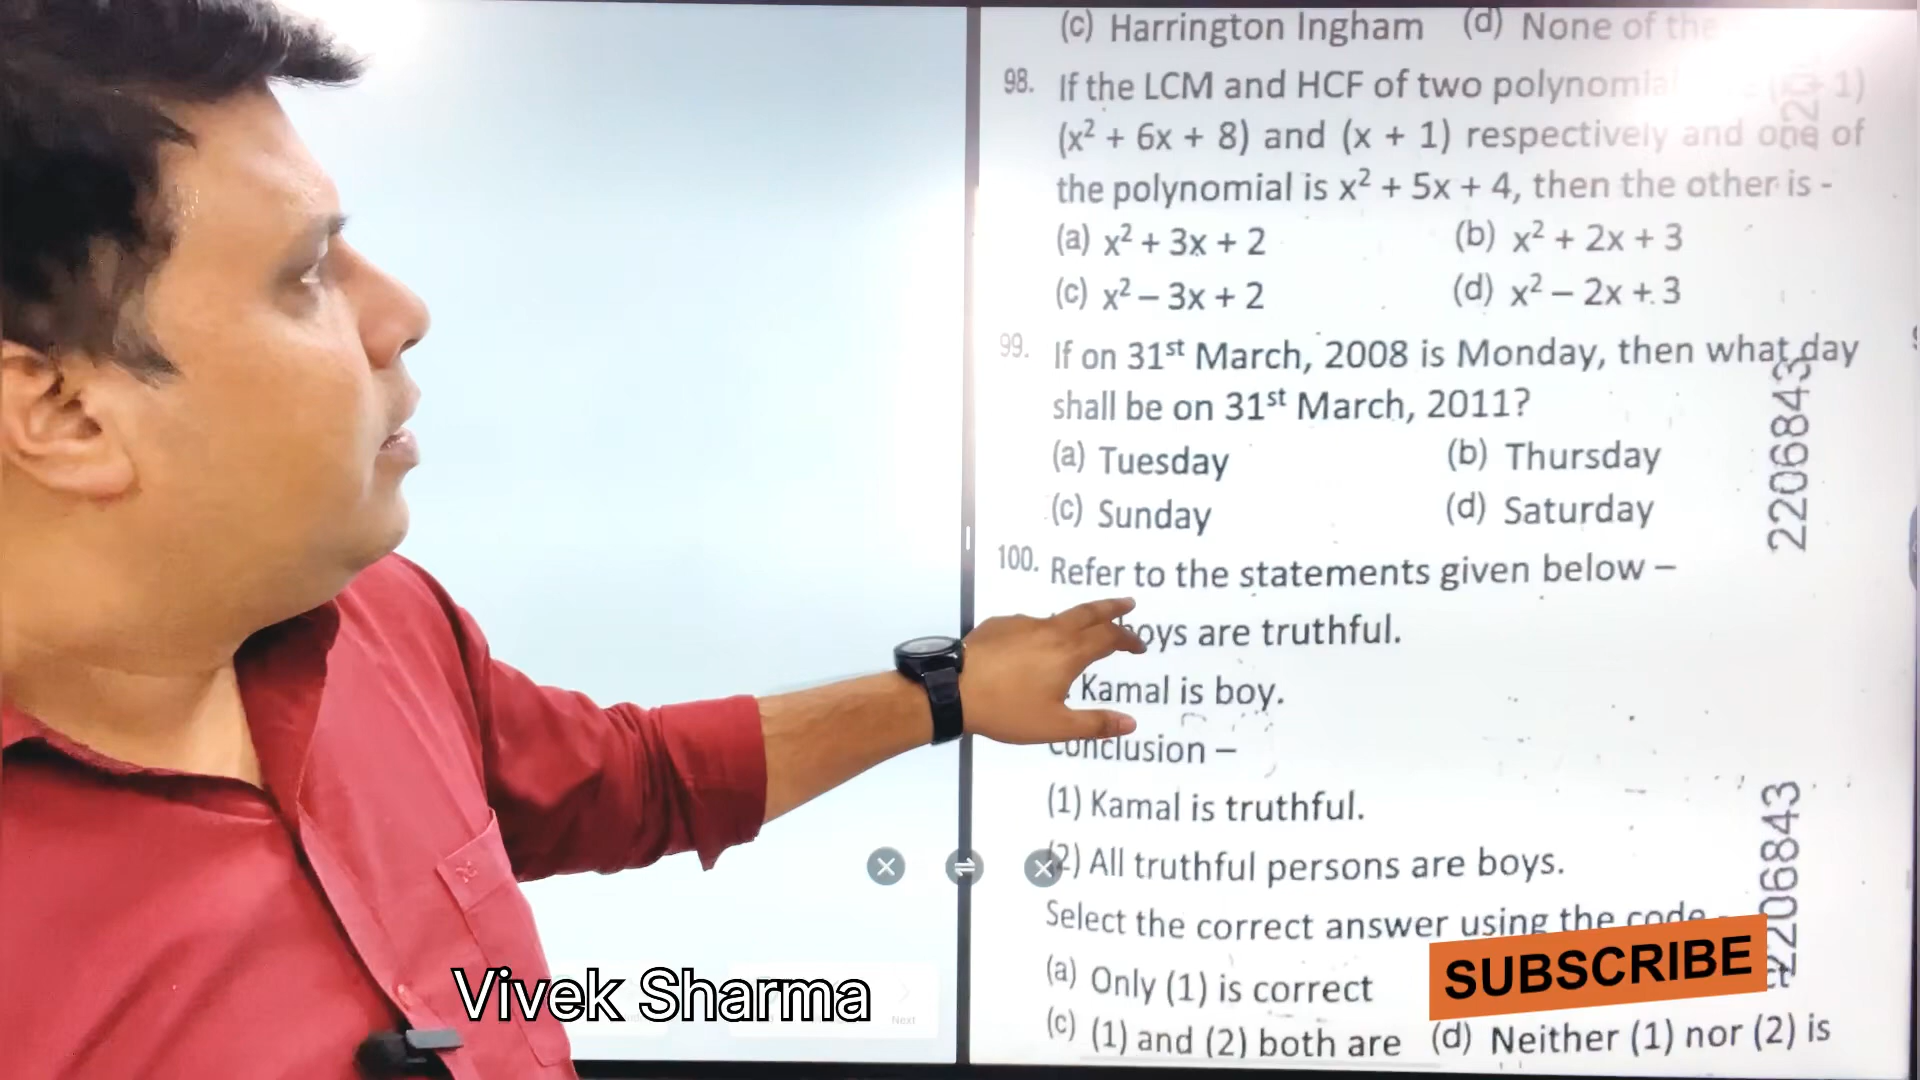 (c) Harrington Ingham (d) None of the
98. If the LCM and HCF of two 1)
(x² + 6x + 8) and (x + 1) respectively and one of
the polynomial is x² + 5x + 4, then the other is -
(a) x² + 3x + 2 (b) x² + 2x + 3
(c) x² – 3x + 2 (d) x² – 2x + 3
99. If on 31st March, 2008 is Monday, then what day
shall be on 31st March, 2011?
(a) Tuesday (b) Thursday
(c) Sunday (d) Saturday
2206843
100. Refer to the statements given below –
boys are truthful.
Kamal is boy.
Conclusion –
(1) Kamal is truthful.
(2) All truthful persons are boys.
2206843
Select the correct answer using the code
(a) Only (1) is correct
(c) (1) and (2) both are (d) Neither (1) nor (2) is
SUBSCRIBE
Vivek Sharma
Next